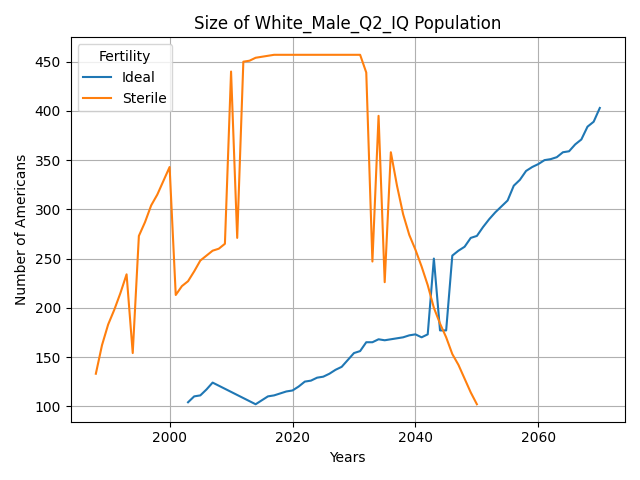 Size of White_Male_Q2_IQ Population
Fertility
Ideal
Sterile
Number of Americans
450
400
350
300
250
200
150
100
2000
2020
2040
2060
Years